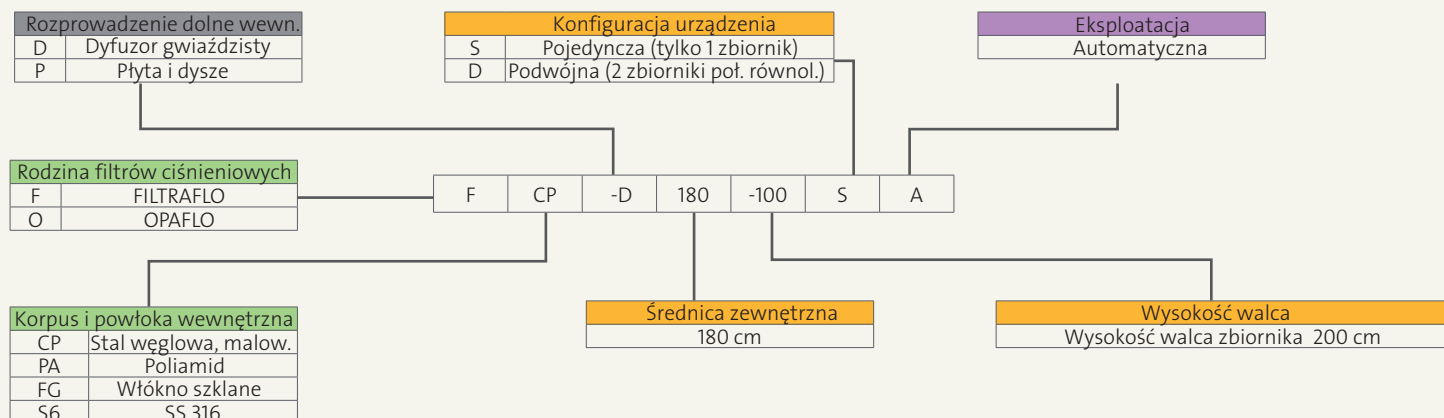 Rozprowadzenie dolne wewn.
D Dyfuzor gwiaździsty
P Płyta i dysze
Konfiguracja urządzenia
S Pojedyncza (tylko 1 zbiornik)
D Podwójna (2 zbiorniki poł. równol.)
Eksploatacja
Automatyczna
Rodzina filtrów ciśnieniowych
F FILTRAFLO
O OPAFLO
F CP -D 180 -100 S A
Korpus i powłoka wewnętrzna
CP Stal węglowa, malow.
PA Poliamid
FG Włókno szklane
S6 SS 316
Średnica zewnętrzna
180 cm
Wysokość walca
Wysokość walca zbiornika 200 cm